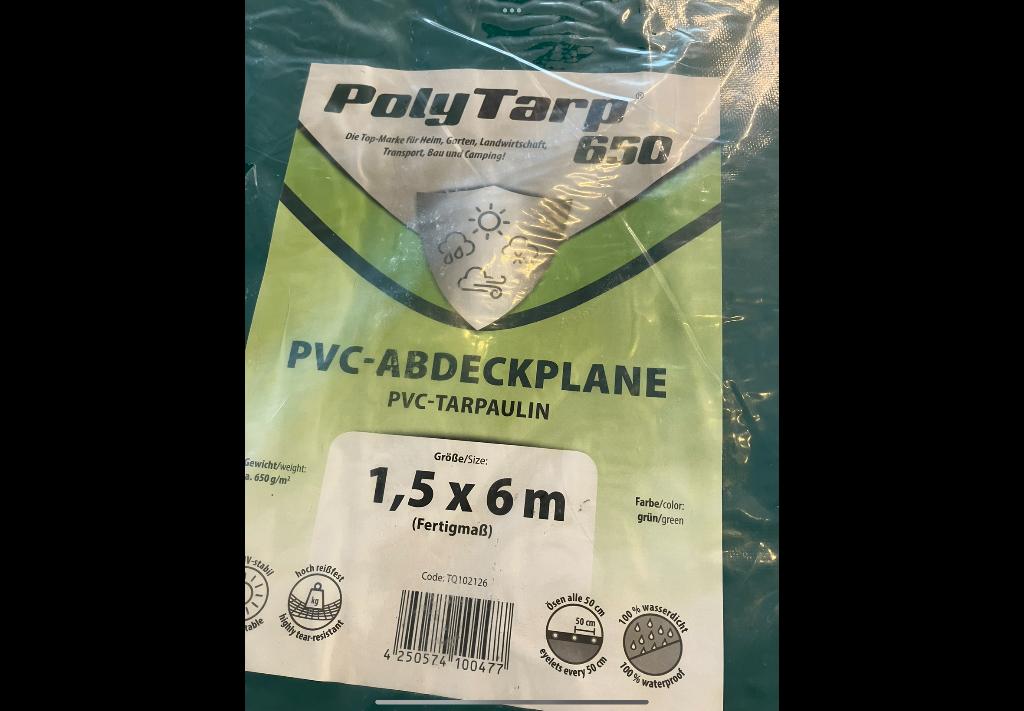 PolyTarp®
650
Die Top-Marke für Heim, Garten, Landwirtschaft,
Transport, Bau und Camping!
PVC-ABDECKPLANE
PVC-TARPAULIN
Gewicht/weight:
a. 650 g/m²
Größe/Size:
1,5 x 6 m
(Fertigmaß)
Farbe/color:
grün/green
Code: TQ102126
V-stabil
table
hoch reißfest
kg
highly tear-resistant
4 250574 100477
Ösen alle 50 cm
50 cm
eyelets every 50 cm
100 % wasserdicht
100 % waterproof